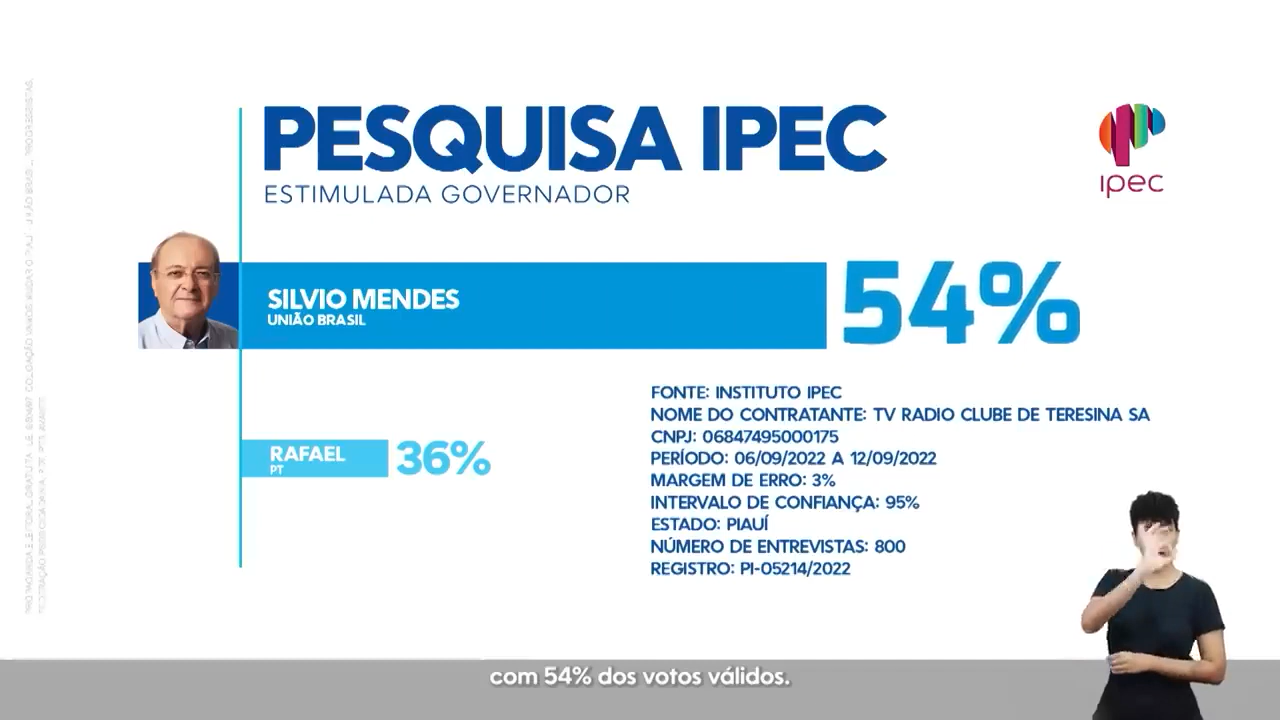 PESQUISA IPEC
ESTIMULADA GOVERNADOR
ipec
SILVIO MENDES
UNIÃO BRASIL
54%
RAFAEL
PT
36%
FONTE: INSTITUTO IPEC
NOME DO CONTRATANTE: TV RADIO CLUBE DE TERESINA SA
CNPJ: 06847495000175
PERÍODO: 06/09/2022 A 12/09/2022
MARGEM DE ERRO: 3%
INTERVALO DE CONFIANÇA: 95%
ESTADO: PIAUÍ
NÚMERO DE ENTREVISTAS: 800
REGISTRO: PI-05214/2022
com 54% dos votos válidos.
PROPAGANDA ELEITORAL GRATUITA